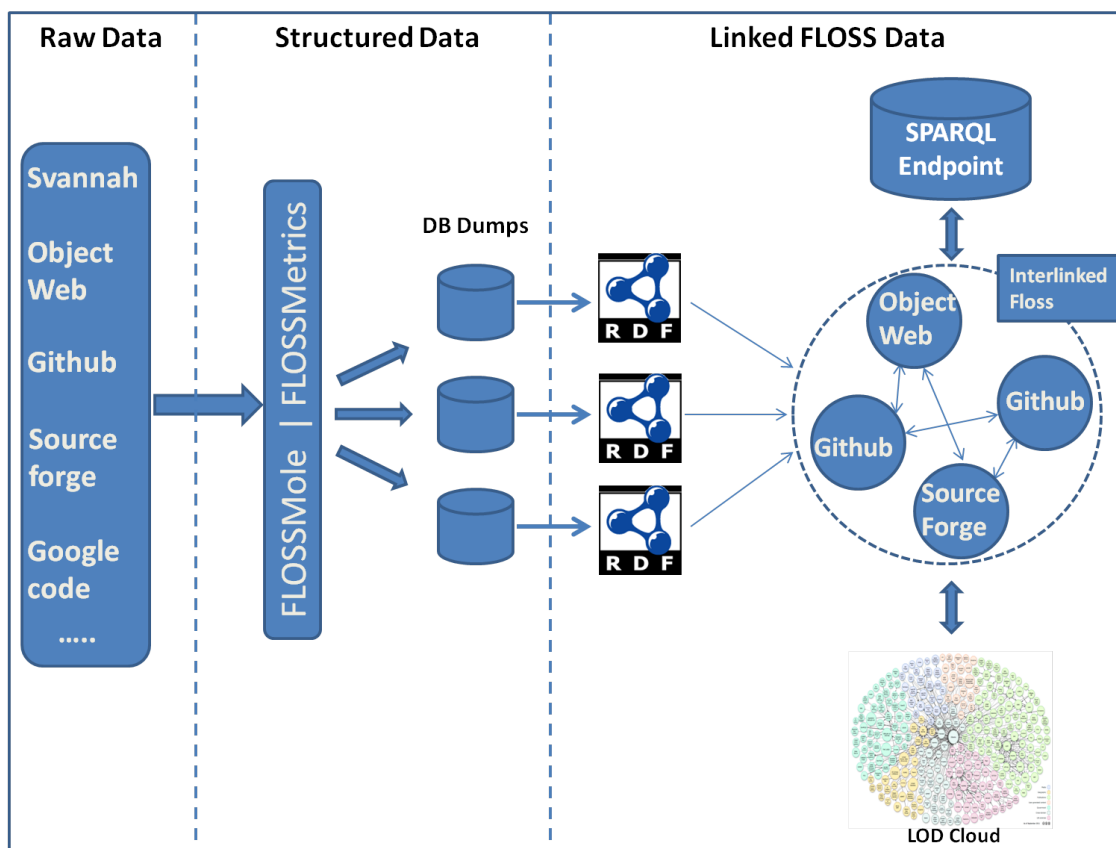 Raw Data
Structured Data
Linked FLOSS Data
Svannah
Object
Web
Github
Source
forge
Google
code
.....
FLOSSMole | FLOSSMetrics
DB Dumps
RDF
RDF
RDF
SPARQL
Endpoint
Interlinked
Floss
Object
Web
Github
Github
Source
Forge
LOD Cloud